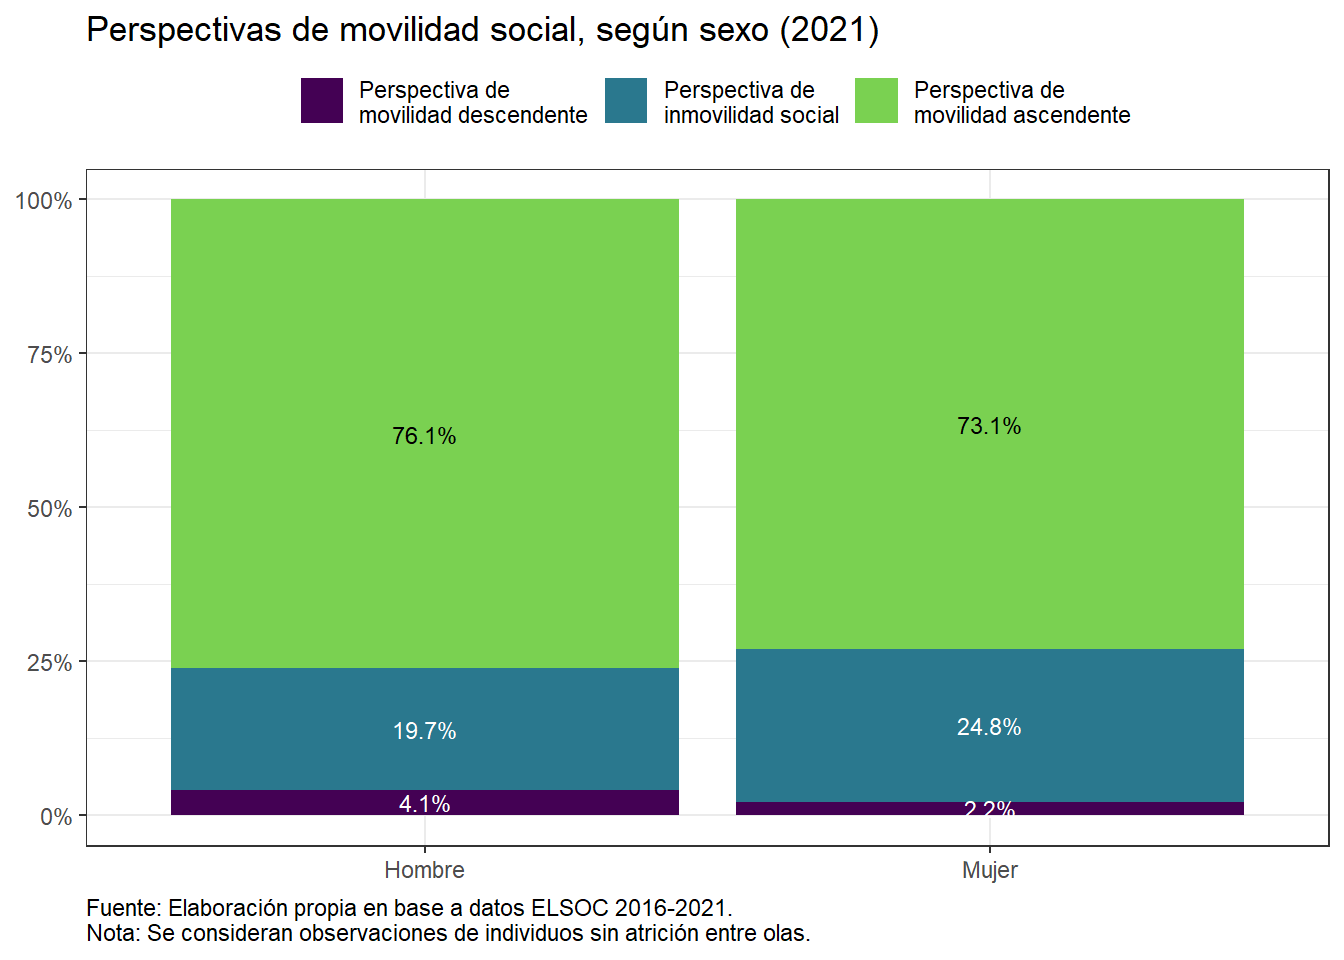 Perspectivas de movilidad social, según sexo (2021)
Perspectiva de
movilidad descendente
Perspectiva de
inmovilidad social
Perspectiva de
movilidad ascendente
100%
75%
50%
25%
0%
76.1%
19.7%
4.1%
73.1%
24.8%
2.2%
Hombre
Mujer
Fuente: Elaboración propia en base a datos ELSOC 2016-2021.
Nota: Se consideran observaciones de individuos sin atrición entre olas.